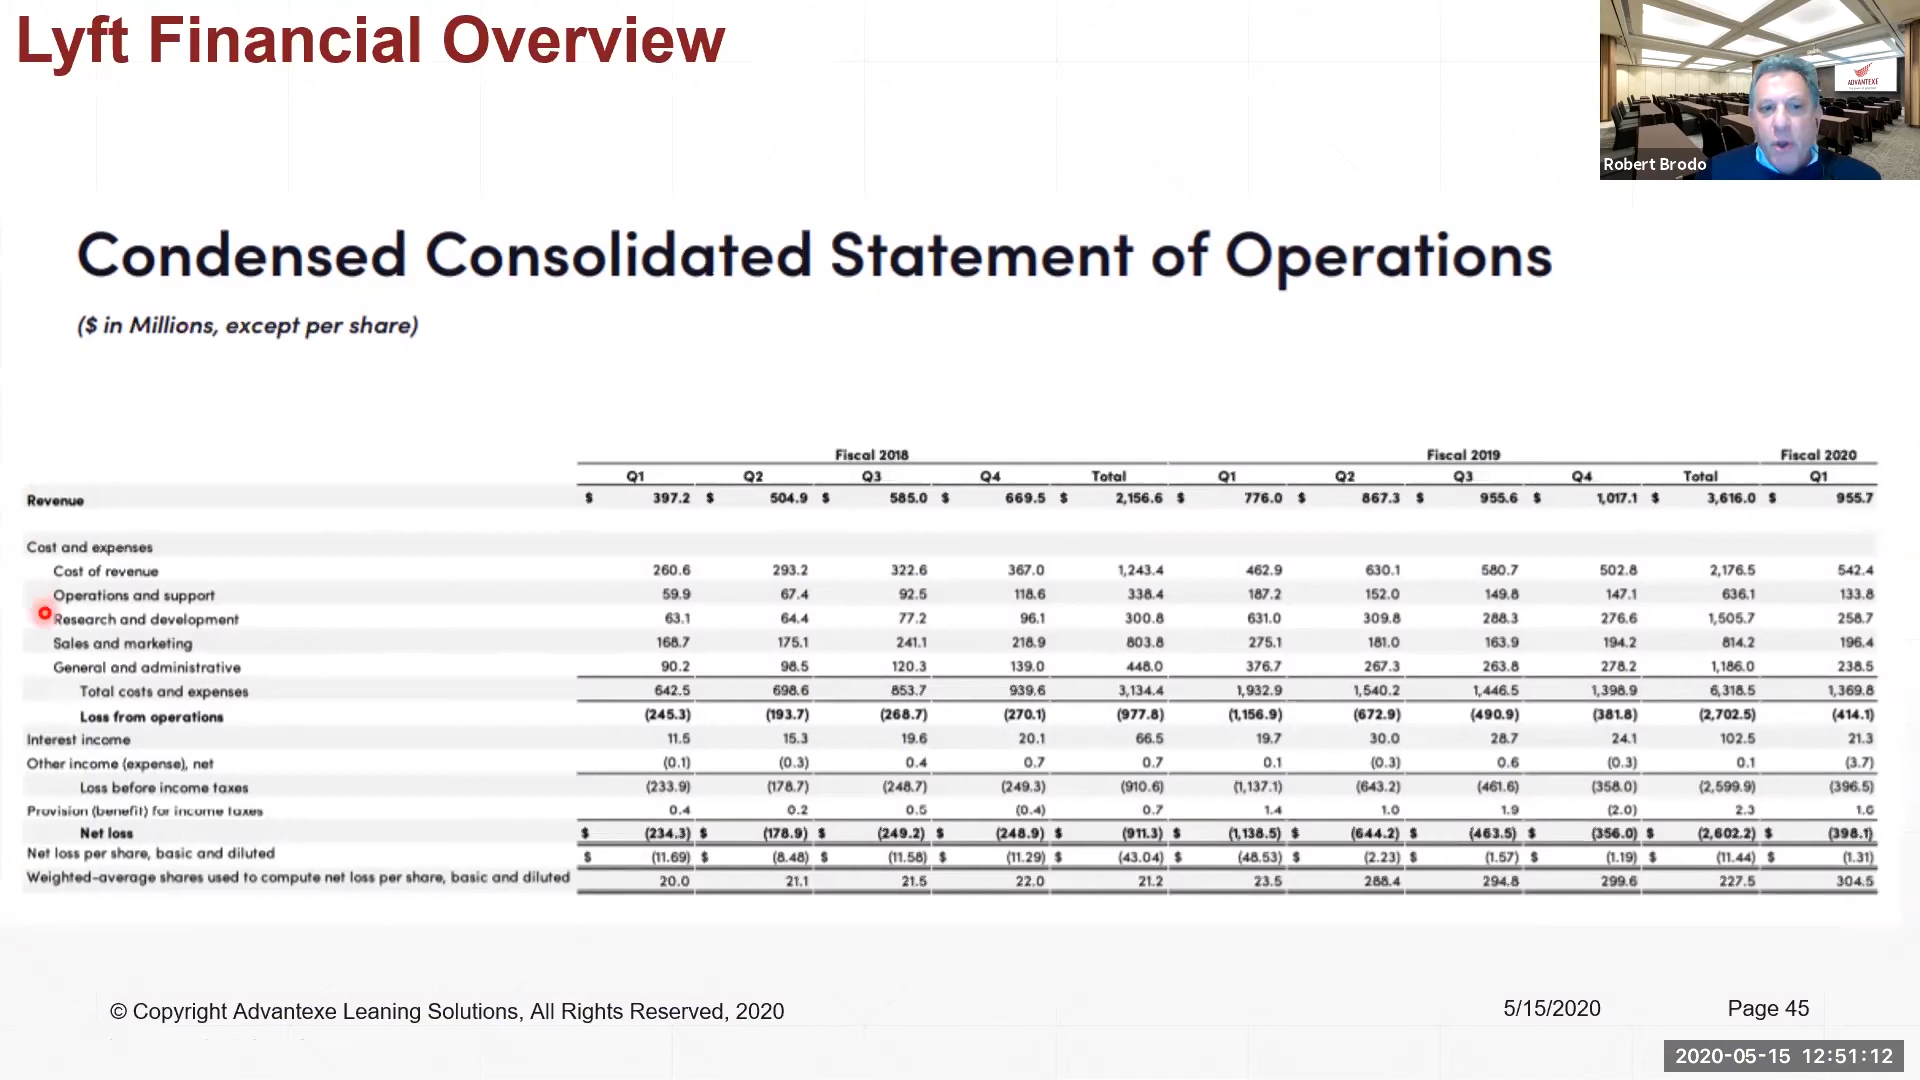 Lyft Financial Overview
ADVANTEXE
Robert Brodo
Condensed Consolidated Statement of Operations
($ in Millions, except per share)
Fiscal 2018 Fiscal 2019 Fiscal 2020
Q1 Q2 Q3 Q4 Total Q1 Q2 Q3 Q4 Total Q1
Revenue $ 397.2 $ 504.9 $ 585.0 $ 669.5 $ 2,156.6 $ 776.0 $ 867.3 $ 955.6 $ 1,017.1 $ 3,616.0 $ 955.7
Cost and expenses
Cost of revenue 260.6 293.2 322.6 367.0 1,243.4 462.9 630.1 580.7 502.8 2,176.5 542.4
Operations and support 59.9 67.4 92.5 118.6 338.4 187.2 152.0 149.8 147.1 636.1 133.8
Research and development 63.1 64.4 77.2 96.1 300.8 631.0 309.8 288.3 276.6 1,505.7 258.7
Sales and marketing 168.7 175.1 241.1 218.9 803.8 275.1 181.0 163.9 194.2 814.2 196.4
General and administrative 90.2 98.5 120.3 139.0 448.0 376.7 267.3 263.8 278.2 1,186.0 238.5
Total costs and expenses 642.5 698.6 853.7 939.6 3,134.4 1,932.9 1,540.2 1,446.5 1,398.9 6,318.5 1,369.8
Loss from operations (245.3) (193.7) (268.7) (270.1) (977.8) (1,156.9) (672.9) (490.9) (381.8) (2,702.5) (414.1)
Interest income 11.5 15.3 19.6 20.1 66.5 19.7 30.0 28.7 24.1 102.5 21.3
Other income (expense), net (0.1) (0.3) 0.4 0.7 0.7 0.1 (0.3) 0.6 (0.3) 0.1 (3.7)
Loss before income taxes (233.9) (178.7) (248.7) (249.3) (910.6) (1,137.1) (643.2) (461.6) (358.0) (2,599.9) (396.5)
Provision (benefit) for income taxes 0.4 0.2 0.5 (0.4) 0.7 1.4 1.0 1.9 (2.0) 2.3 1.6
Net loss $ (234.3) $ (178.9) $ (249.2) $ (248.9) $ (911.3) $ (1,138.5) $ (644.2) $ (463.5) $ (356.0) $ (2,602.2) $ (398.1)
Net loss per share, basic and diluted $ (11.69) $ (8.48) $ (11.58) $ (11.29) $ (43.04) $ (48.53) $ (2.23) $ (1.57) $ (1.19) $ (11.44) $ (1.31)
Weighted-average shares used to compute net loss per share, basic and diluted 20.0 21.1 21.5 22.0 21.2 23.5 288.4 294.8 299.6 227.5 304.5
© Copyright Advantexe Leaning Solutions, All Rights Reserved, 2020
5/15/2020
Page 45
2020-05-15 12:51:12